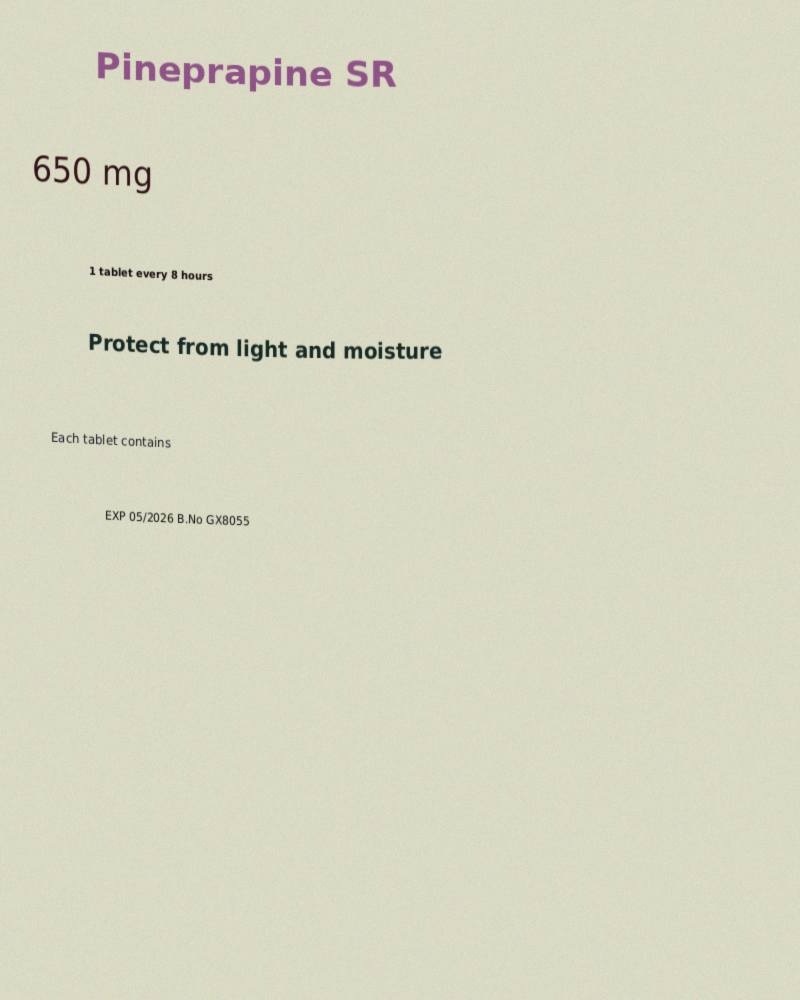 Pineprapine SR
650 mg
1 tablet every 8 hours
Protect from light and moisture
Each tablet contains
EXP 05/2026 B.No GX8055